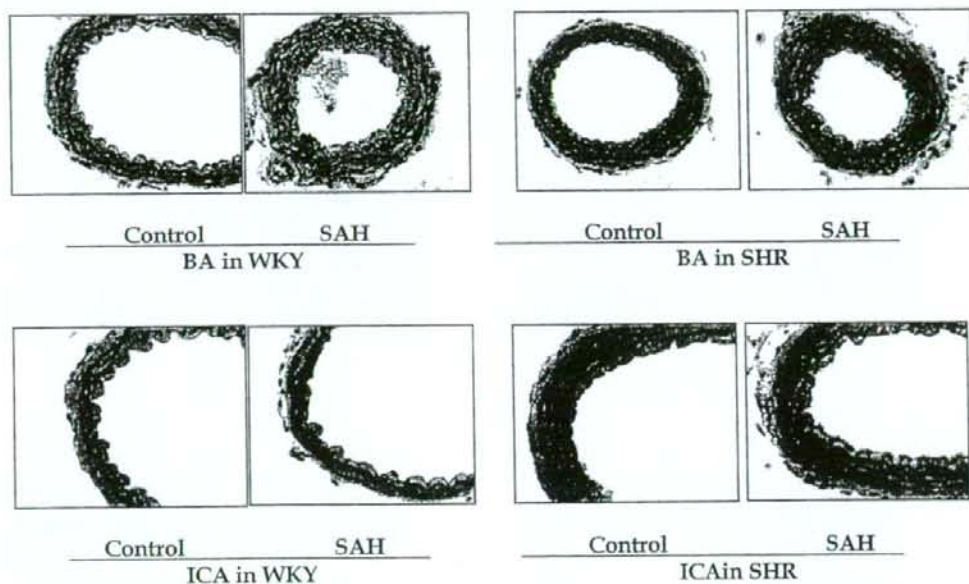 Control SAH Control SAH
BA in WKY BA in SHR
Control SAH Control SAH
ICA in WKY ICAin SHR